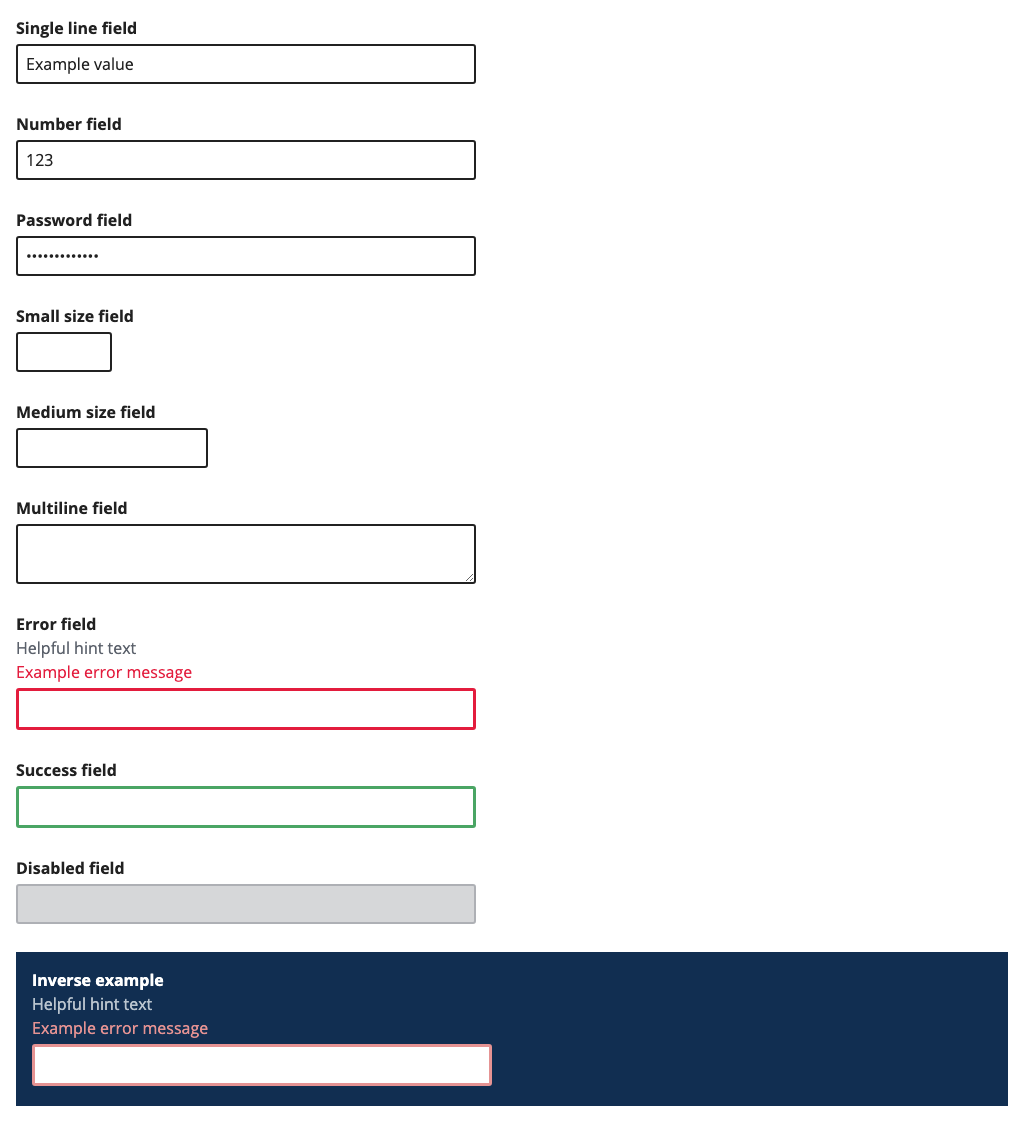 Single line field
Example value
Number field
123
Password field
•••••••••••••
Small size field
Medium size field
Multiline field
Error field
Helpful hint text
Example error message
Success field
Disabled field
Inverse example
Helpful hint text
Example error message